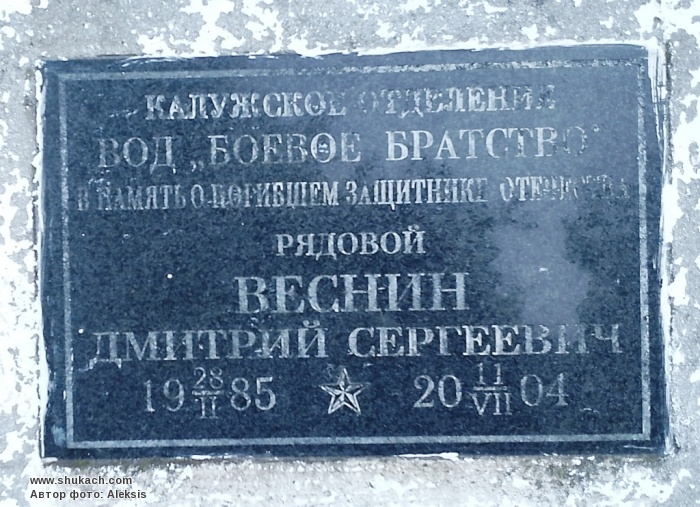 КАЛУЖСКОЕ ОТДЕЛЕНИЕ
ВОД „БОЕВОЕ БРАТСТВО"
В ПАМЯТЬ О ПОГИБШЕМ ЗАЩИТНИКЕ ОТЕЧЕСТВА
РЯДОВОЙ
ВЕСНИН
ДМИТРИЙ СЕРГЕЕВИЧ
19 28/II 85 20 11/VII 04
www.shukach.com
Автор фото: Aleksis